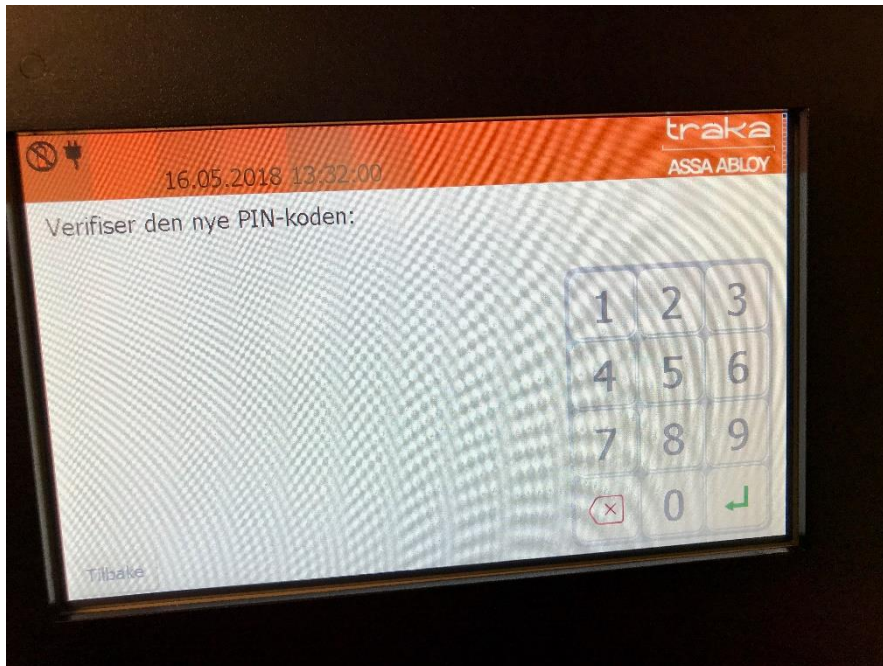 traka
16.05.2018 13:32:00
ASSA ABLOY
Verifiser den nye PIN-koden:
1 2 3
4 5 6
7 8 9
0
Tilbake